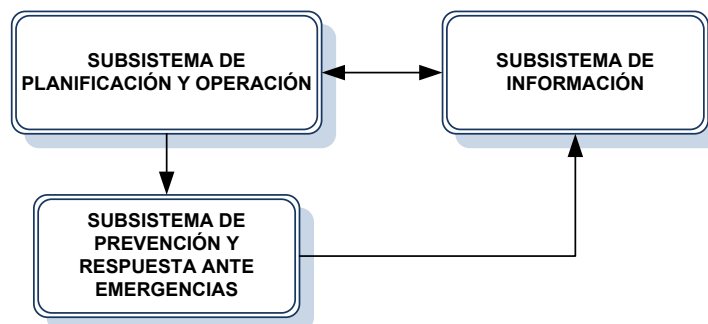 SUBSISTEMA DE
PLANIFICACIÓN Y OPERACIÓN
SUBSISTEMA DE
INFORMACIÓN
SUBSISTEMA DE
PREVENCIÓN Y
RESPUESTA ANTE
EMERGENCIAS